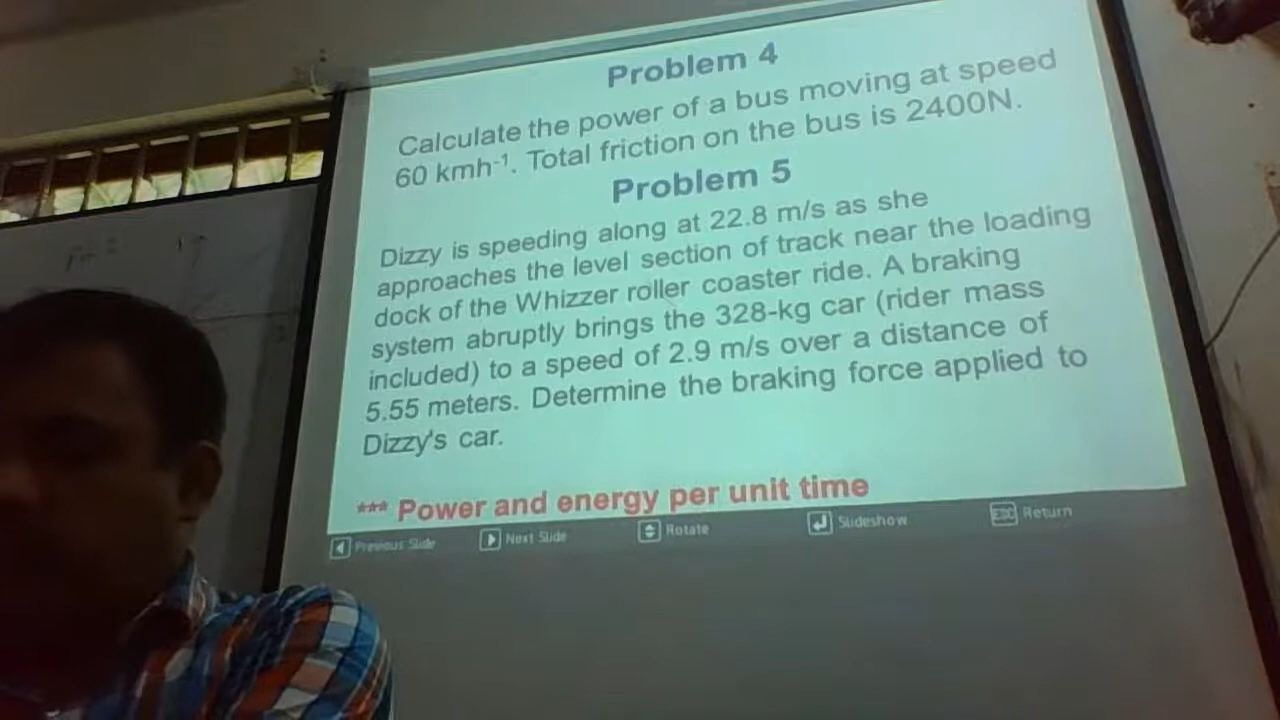 Problem 4
Calculate the power of a bus moving at speed
60 kmh⁻¹. Total friction on the bus is 2400N.
Problem 5
Dizzy is speeding along at 22.8 m/s as she
approaches the level section of track near the loading
dock of the Whizzer roller coaster ride. A braking
system abruptly brings the 328-kg car (rider mass
included) to a speed of 2.9 m/s over a distance of
5.55 meters. Determine the braking force applied to
Dizzy's car.
*** Power and energy per unit time
Previous Slide Next Slide Rotate Slideshow ESC Return